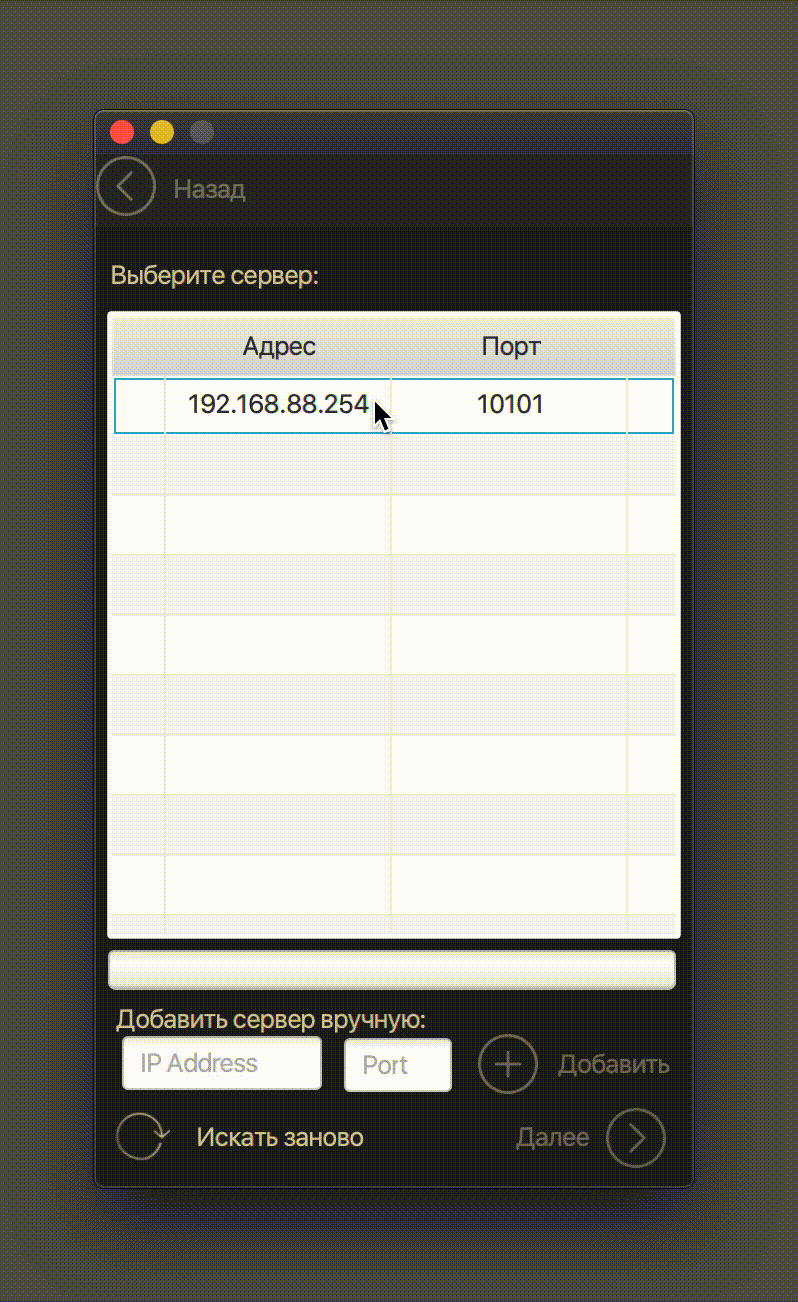 Назад
Выберите сервер:
Адрес Порт
192.168.88.254 10101
Добавить сервер вручную:
IP Address Port Добавить
Искать заново Далее